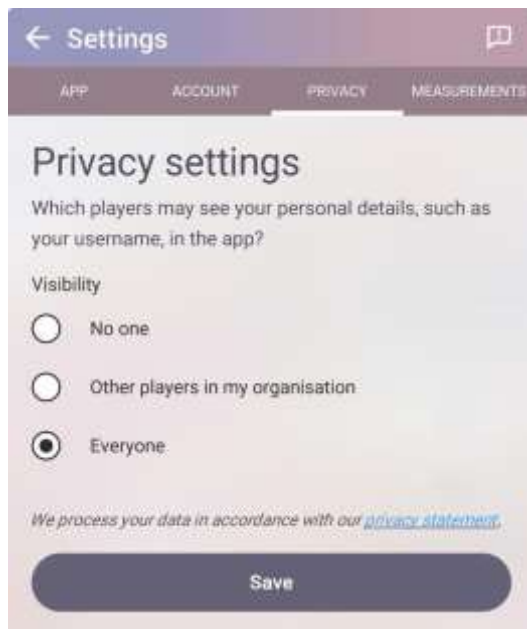 Settings
APP ACCOUNT PRIVACY MEASUREMENTS
Privacy settings
Which players may see your personal details, such as
your username, in the app?
Visibility
No one
Other players in my organisation
Everyone
We process your data in accordance with our privacy statement.
Save